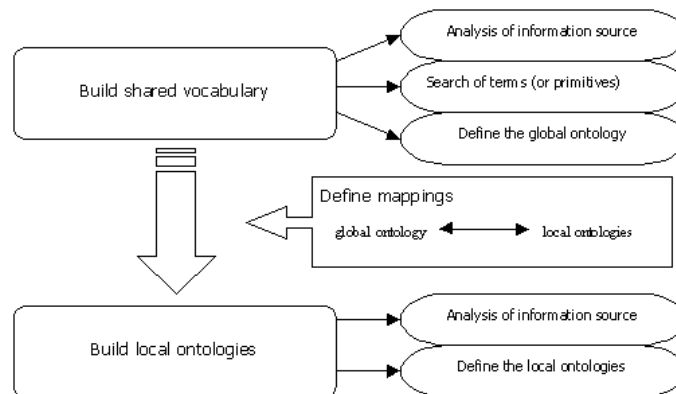 Analysis of information source
Build shared vocabulary
Search of terms (or primitives)
Define the global ontology
Define mappings
global ontology
local ontologies
Build local ontologies
Analysis of information source
Define the local ontologies